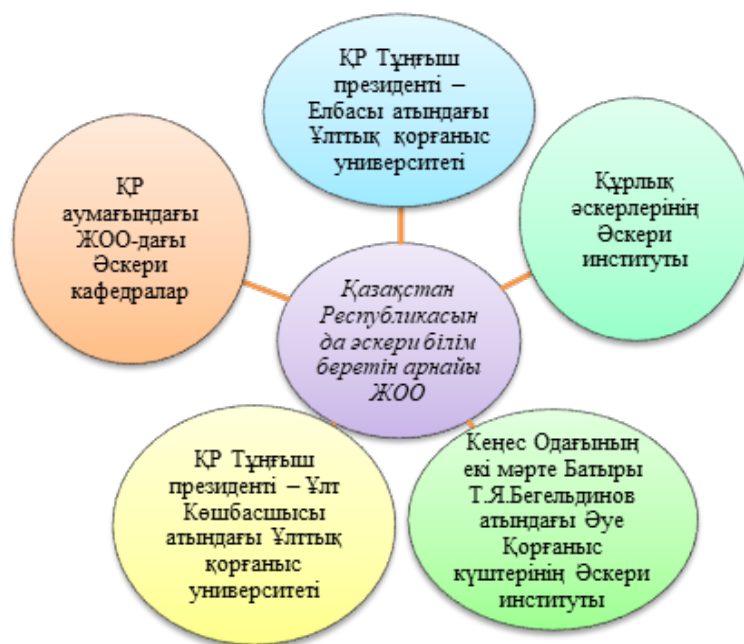 ҚР Тұңғыш
президенті –
Елбасы атындағы
Ұлттық қорғаныс
университеті
Құрлық
әскерлерінің
Әскери
институты
ҚР
аумағындағы
ЖОО-дағы
Әскери
кафедралар
Қазақстан
Республикасын
да әскери білім
беретін арнайы
ЖОО
Кеңес Одағының
екі мәрте Батыры
Т.Я.Бегельдинов
атындағы Әуе
Қорғаныс
күштерінің Әскери
институты
ҚР Тұңғыш
президенті – Ұлт
Көшбасшысы
атындағы Ұлттық
қорғаныс
университеті